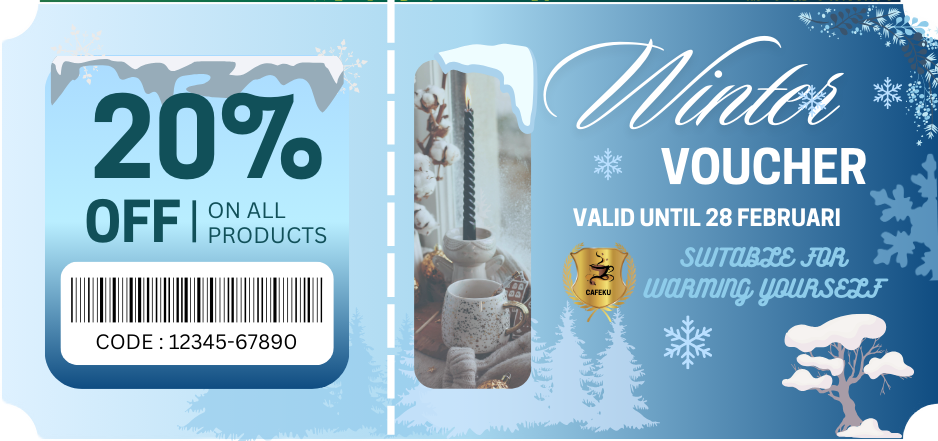 20%
OFF
ON ALL
PRODUCTS
CODE : 12345-67890
Winter
VOUCHER
VALID UNTIL 28 FEBRUARI
SUITABLE FOR
WARMING YOURSELF
CAFEKU